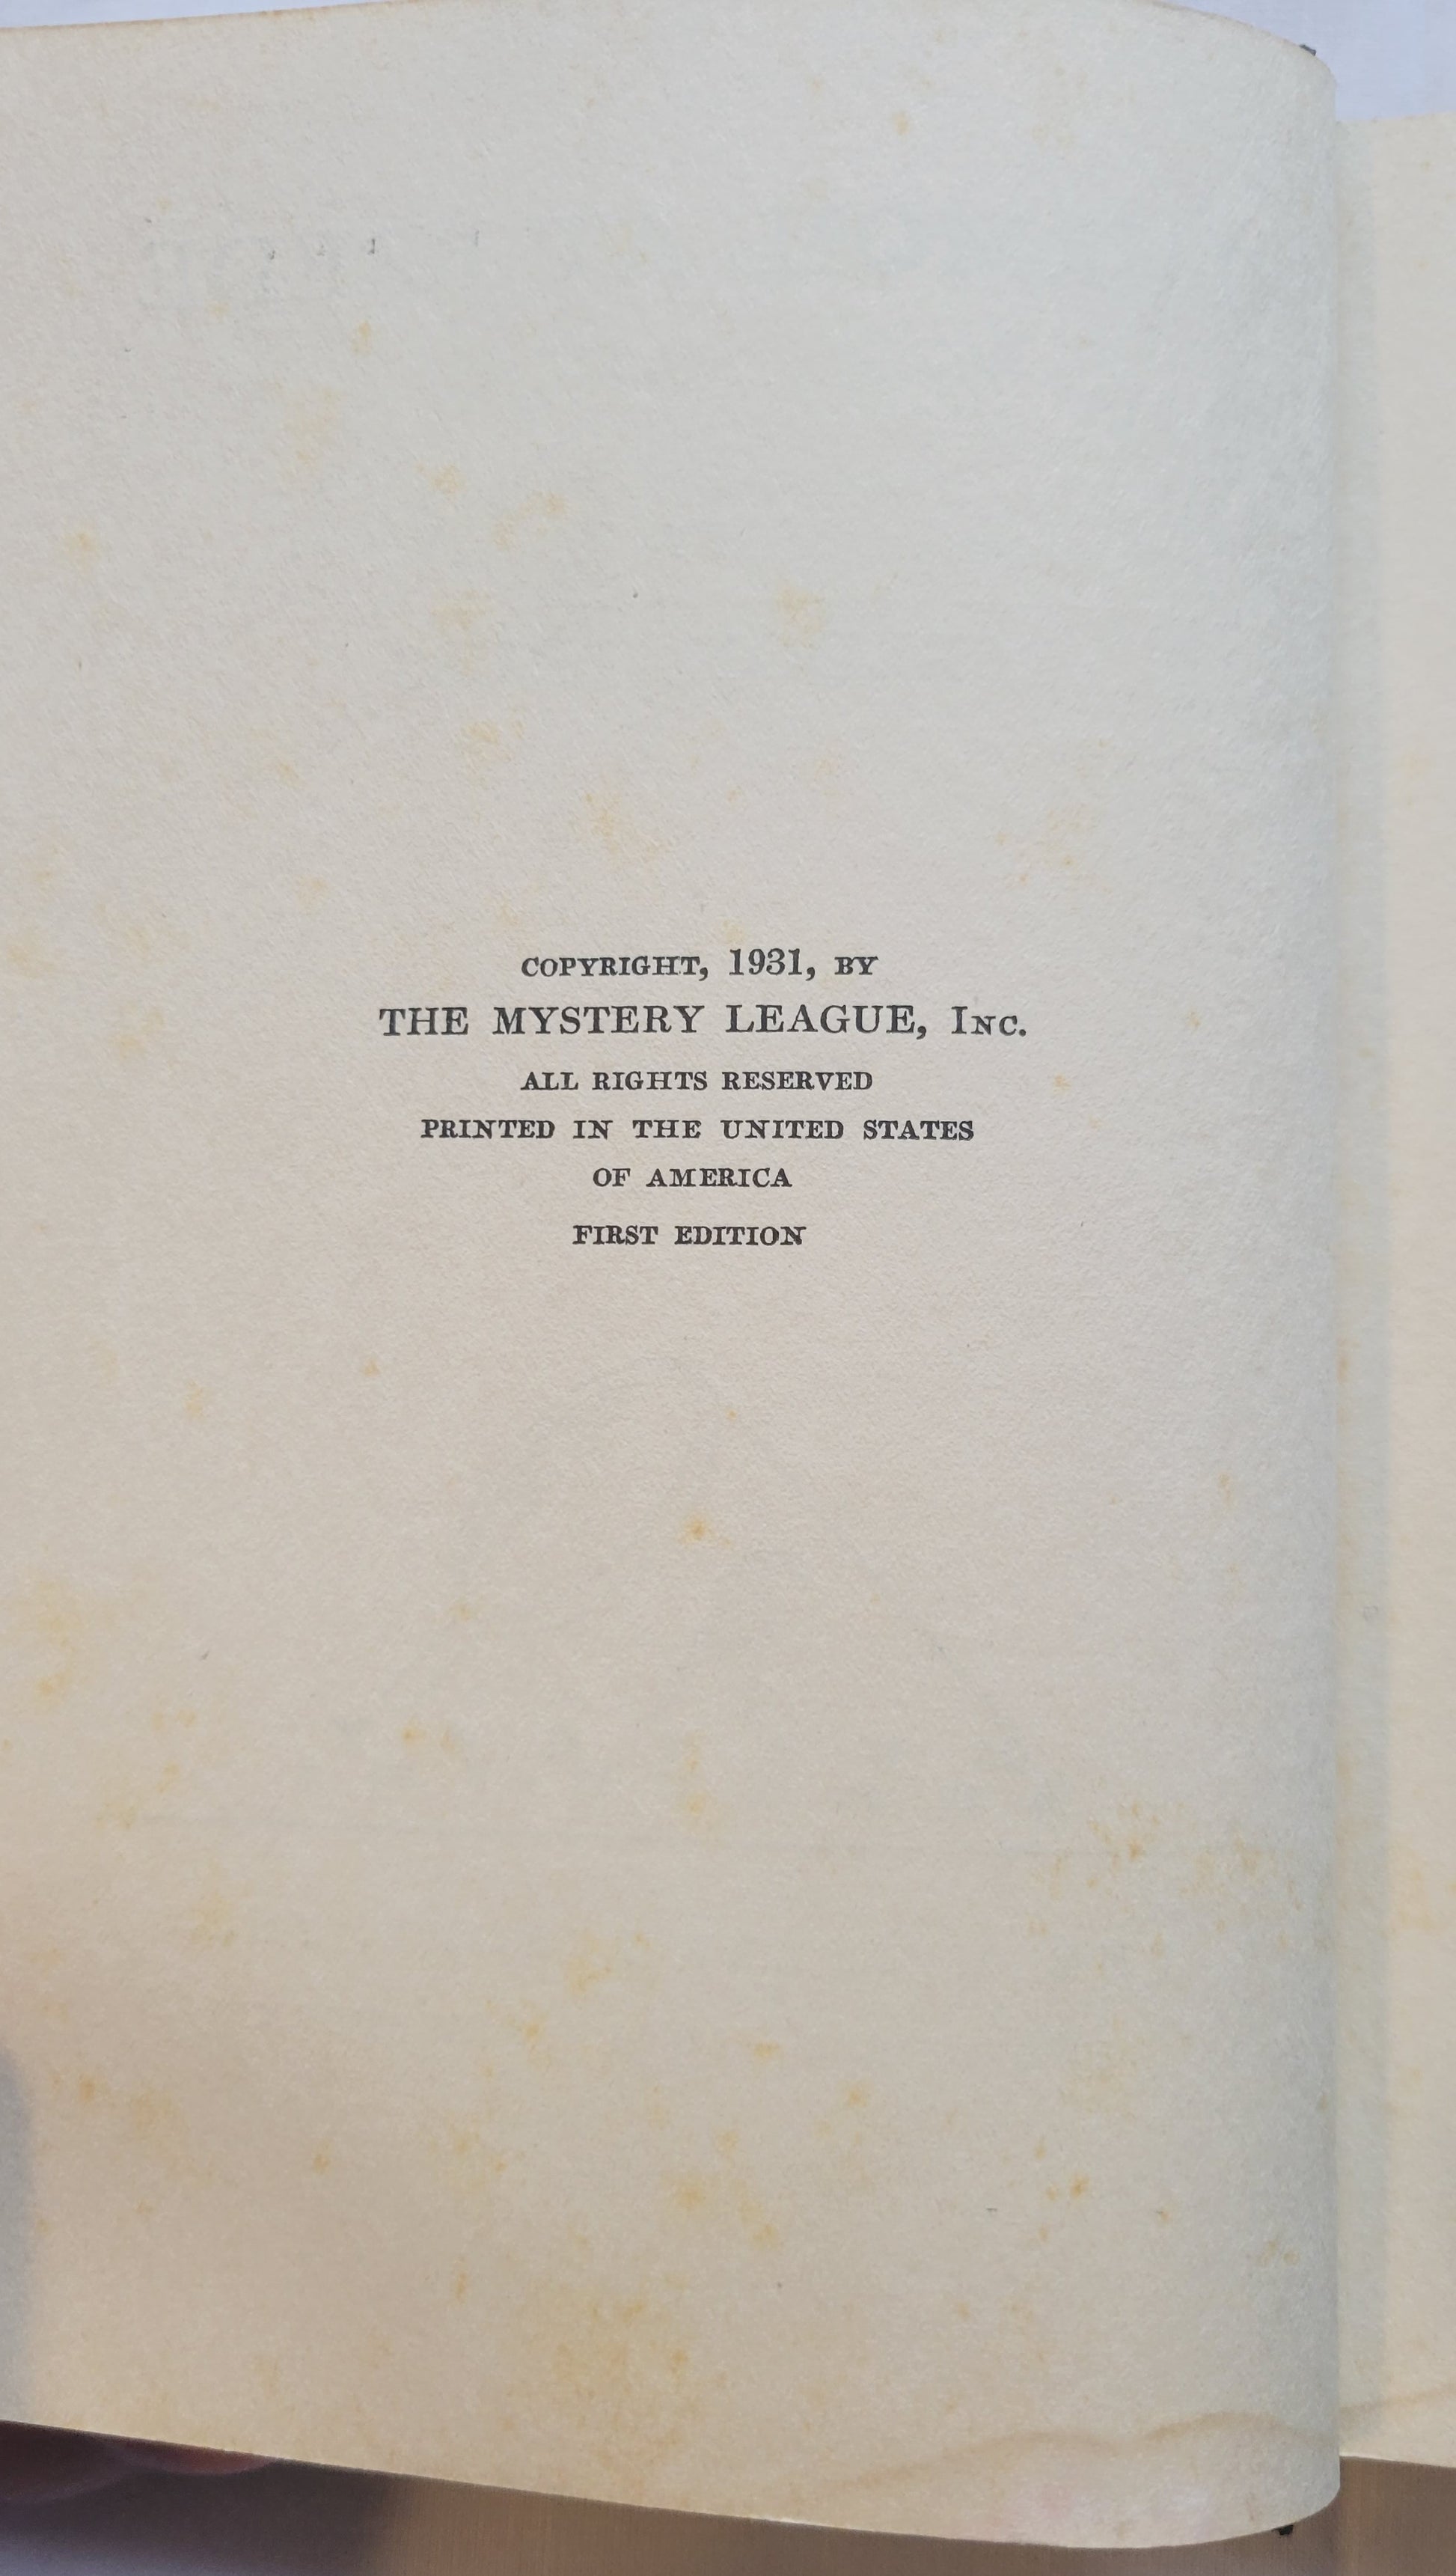 COPYRIGHT, 1931, BY
THE MYSTERY LEAGUE, INC.
ALL RIGHTS RESERVED
PRINTED IN THE UNITED STATES
OF AMERICA
FIRST EDITION